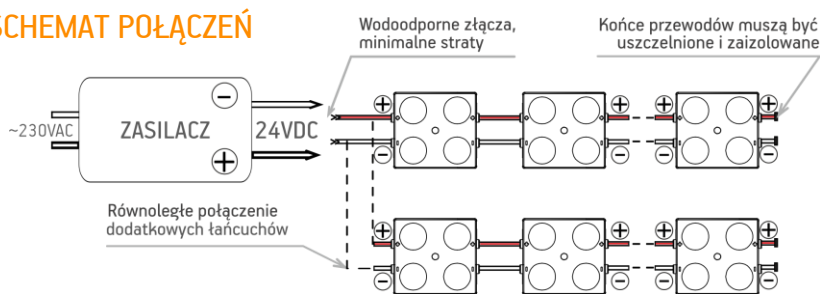 SCHEMAT POŁĄCZEŃ
Wodoodporne złącza,
minimalne straty
Końce przewodów muszą być
uszczelnione i zaizolowane
~230VAC
ZASILACZ
24VDC
Równoległe połączenie
dodatkowych łańcuchów